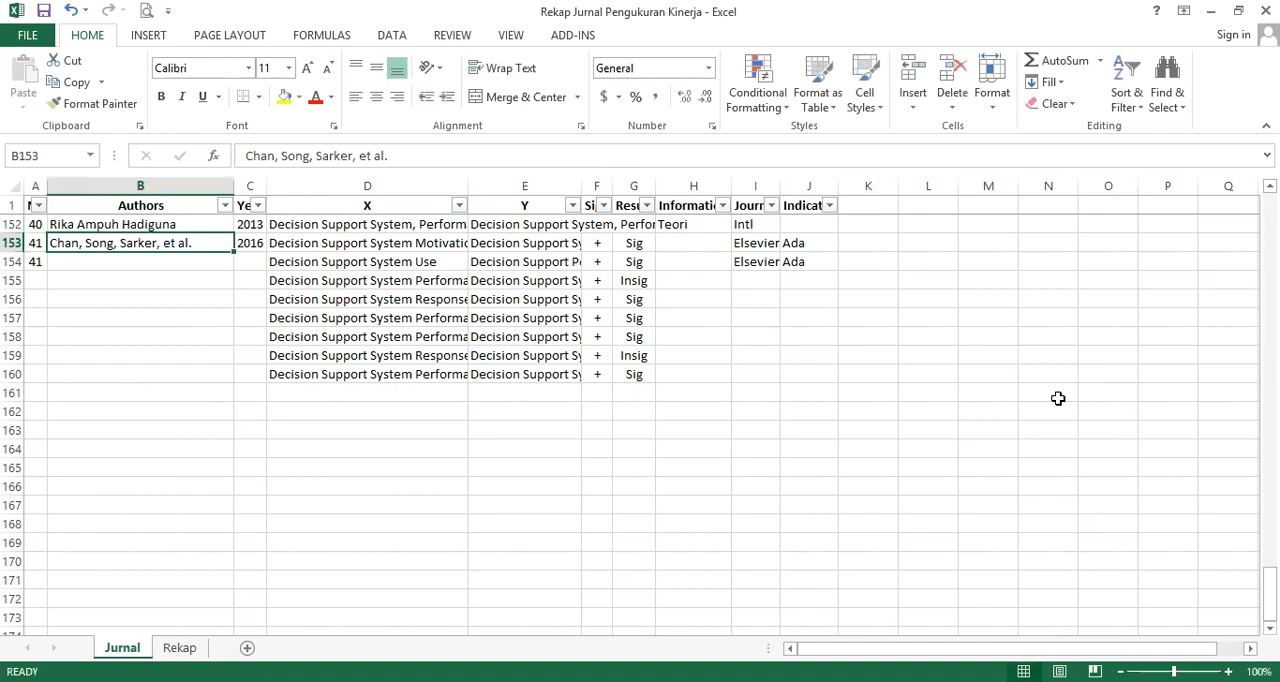 Rekap Jurnal Pengukuran Kinerja - Excel
FILE HOME INSERT PAGE LAYOUT FORMULAS DATA REVIEW VIEW ADD-INS Sign in
Paste Cut Copy Format Painter
Clipboard
Calibri 11
B I U
Font
Wrap Text
Merge & Center
Alignment
General
$ % ,
Number
Conditional Formatting Format as Table Cell Styles
Styles
Insert Delete Format
Cells
AutoSum
Fill
Clear
Sort & Filter Find & Select
Editing
B153 fx Chan, Song, Sarker, et al.
A B C D E F G H I J K L M N O P Q
1 Authors Ye X Y Si Resu Informati Journ Indicat
152 40 Rika Ampuh Hadiguna 2013 Decision Support System, Perform Decision Support System, Perfor Teori Intl
153 41 Chan, Song, Sarker, et al. 2016 Decision Support System Motivatio Decision Support Sy + Sig Elsevier Ada
154 41 Decision Support System Use Decision Support Pe + Sig Elsevier Ada
155 Decision Support System Performa Decision Support Sy + Insig
156 Decision Support System Response Decision Support Sy + Sig
157 Decision Support System Performa Decision Support Sy + Sig
158 Decision Support System Performa Decision Support Sy + Sig
159 Decision Support System Response Decision Support Sy + Insig
160 Decision Support System Performa Decision Support Sy + Sig
161
162
163
164
165
166
167
168
169
170
171
172
173
Jurnal Rekap
READY 100%